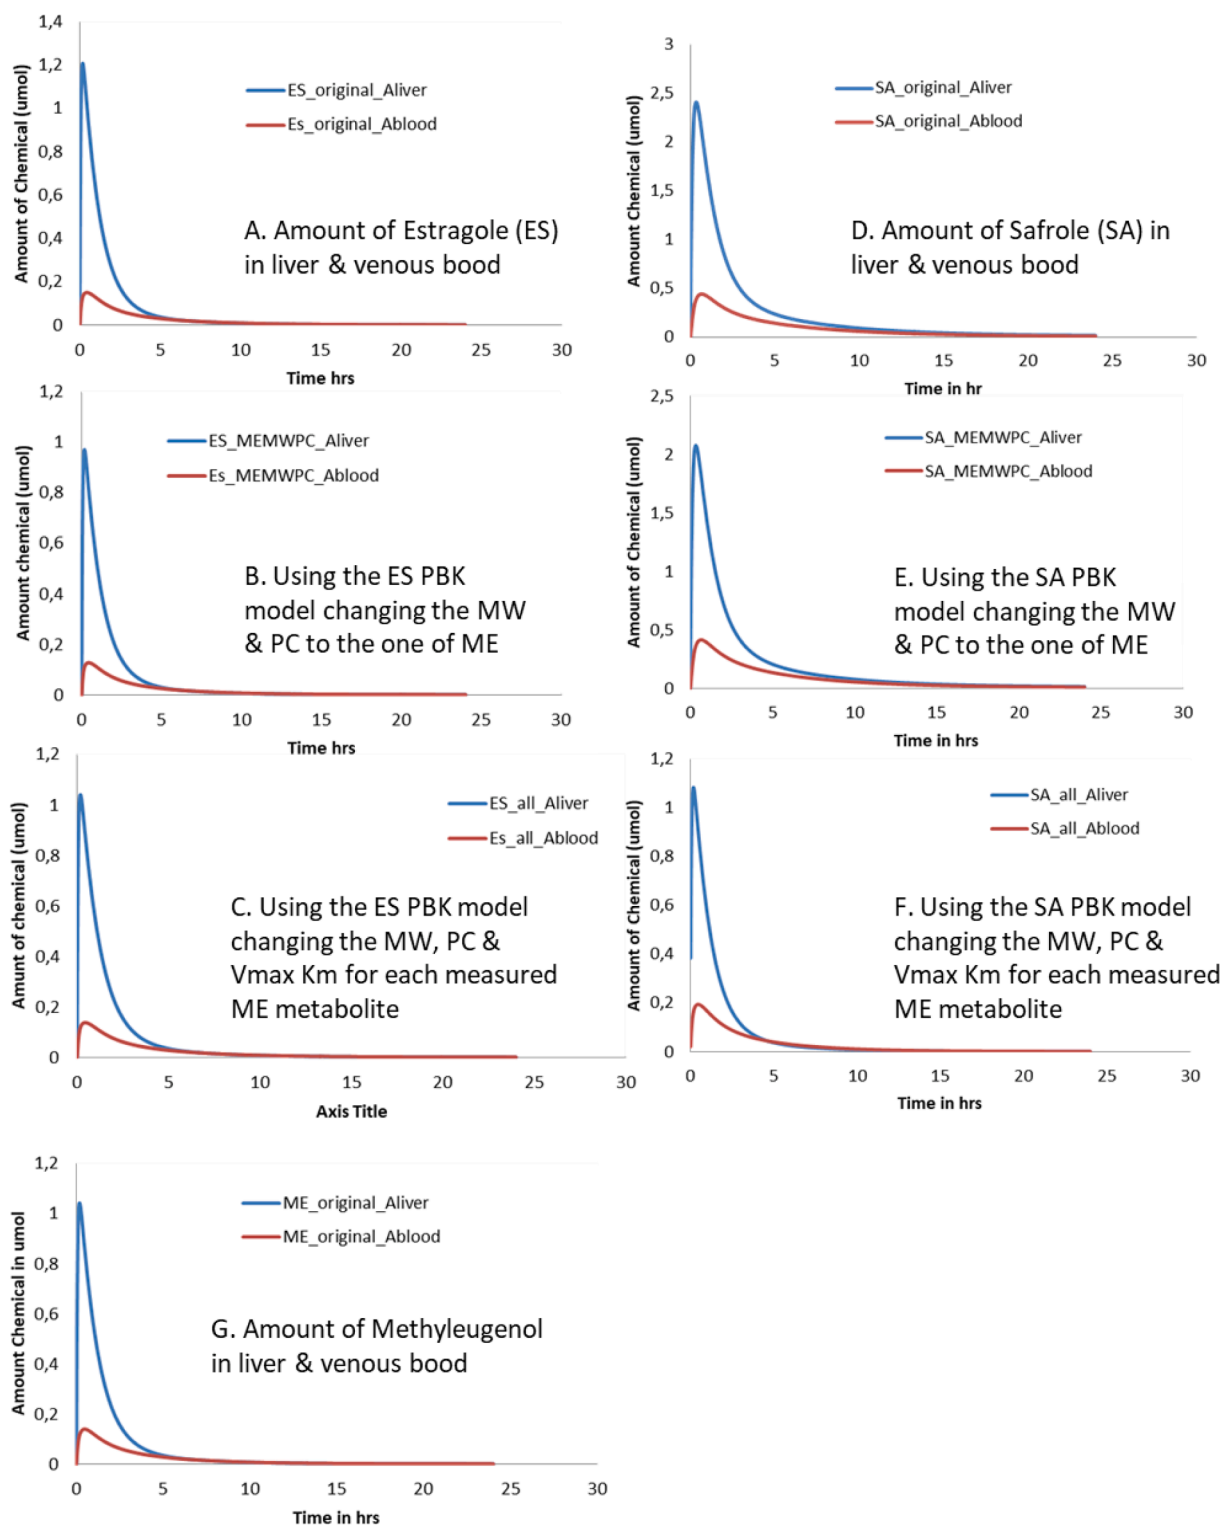 1,4
1,2
1
0,8
0,6
0,4
0,2
0
Amount of Chemical (umol)
ES_original_Aliver
Es_original_Ablood
A. Amount of Estragole (ES)
in liver & venous bood
0 5 10 15 20 25 30
Time hrs
3
2,5
2
1,5
1
0,5
0
Amount Chemical (umol)
SA_original_Aliver
SA_original_Ablood
D. Amount of Safrole (SA) in
liver & venous bood
0 5 10 15 20 25 30
Time in hr
1,2
1
0,8
0,6
0,4
0,2
0
Amount chemical (umol)
ES_MEMWPC_Aliver
Es_MEMWPC_Ablood
B. Using the ES PBK
model changing the MW
& PC to the one of ME
0 5 10 15 20 25 30
Time hrs
2,5
2
1,5
1
0,5
0
Amount of Chemical (umol)
SA_MEMWPC_Aliver
SA_MEMWPC_Ablood
E. Using the SA PBK
model changing the MW
& PC to the one of ME
0 5 10 15 20 25 30
Time in hrs
1,2
1
0,8
0,6
0,4
0,2
0
Amunt of chemical (umol)
ES_all_Aliver
Es_all_Ablood
C. Using the ES PBK model
changing the MW, PC &
Vmax Km for each measured
ME metabolite
0 5 10 15 20 25 30
Axis Title
1,2
1
0,8
0,6
0,4
0,2
0
Amount of Chemical (umol)
SA_all_Aliver
SA_all_Ablood
F. Using the SA PBK model
changing the MW, PC &
Vmax Km for each measured
ME metabolite
0 5 10 15 20 25 30
Time in hrs
1,2
1
0,8
0,6
0,4
0,2
0
Amount Chemical in umol
ME_original_Aliver
ME_original_Ablood
G. Amount of Methyleugenol
in liver & venous bood
0 5 10 15 20 25 30
Time in hrs